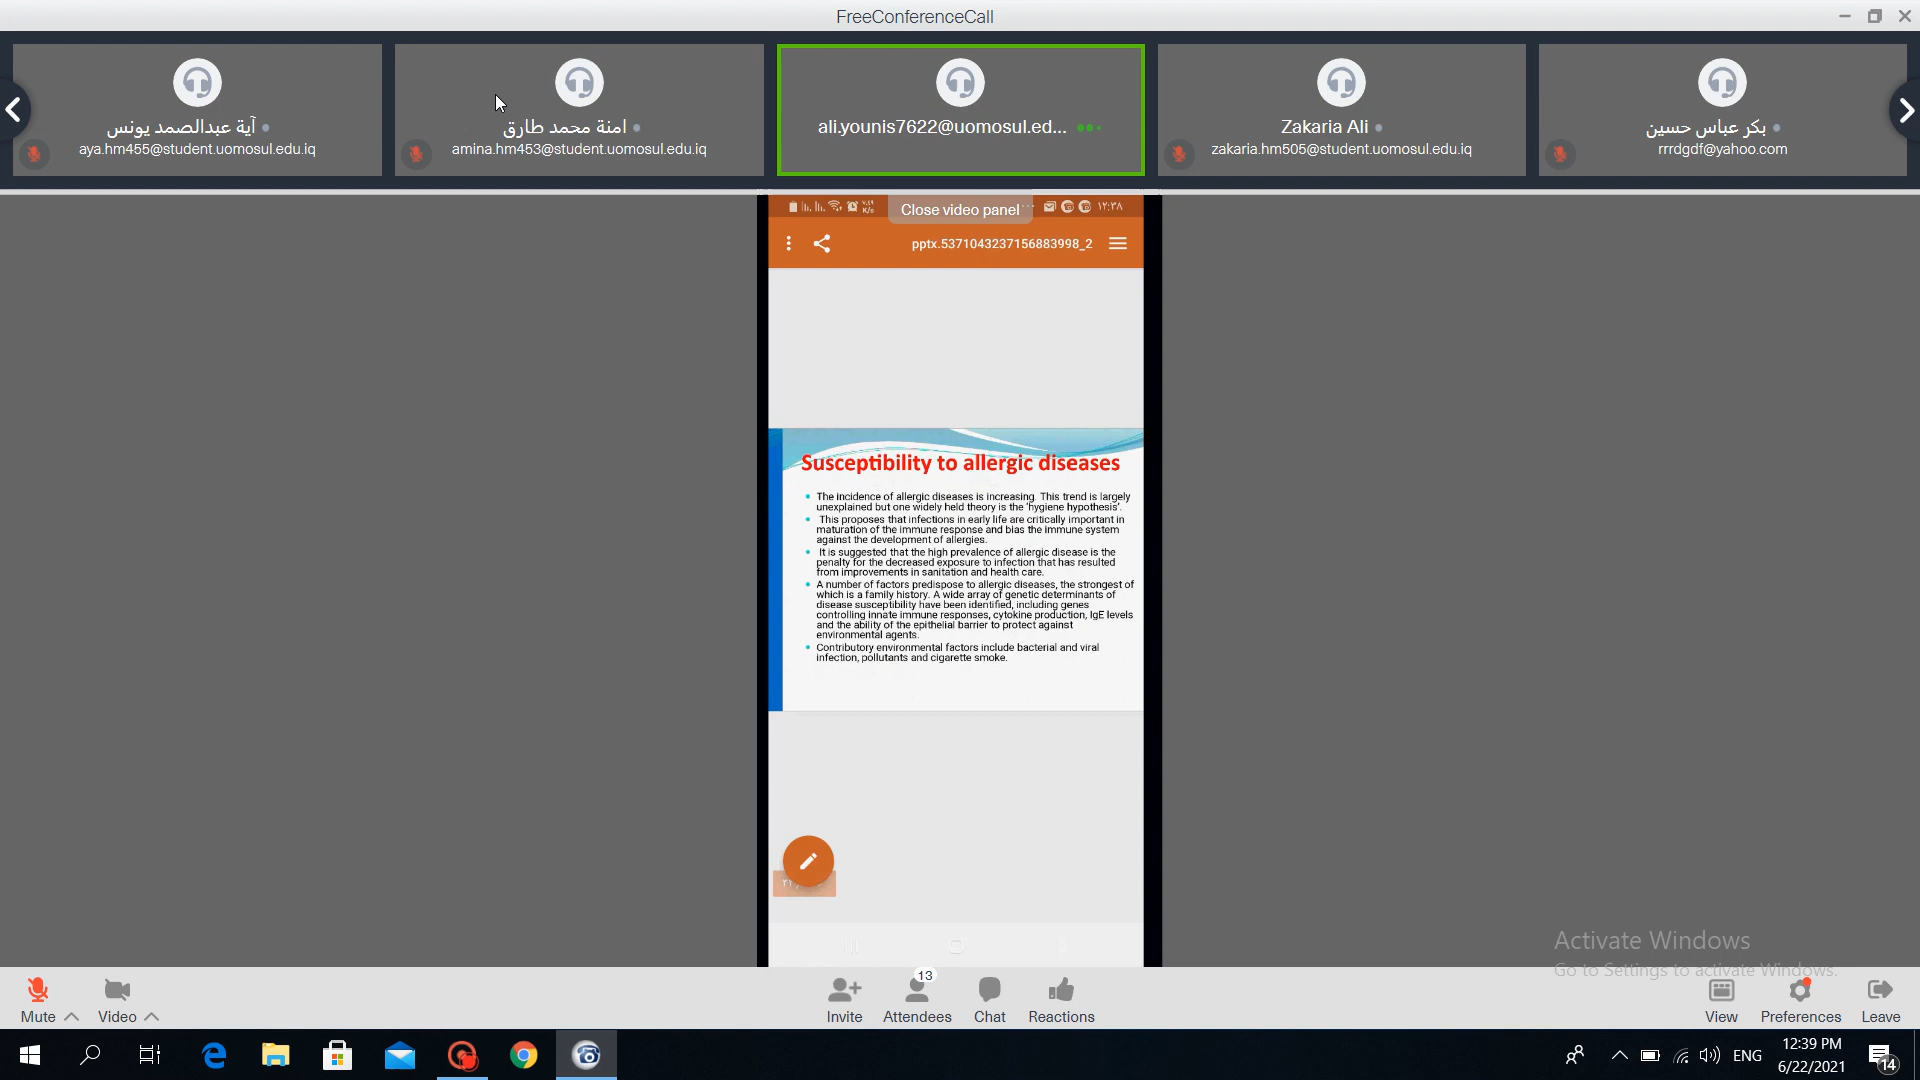 FreeConferenceCall
آية عبدالصمد يونس
aya.hm455@student.uomosul.edu.iq
امنة محمد طارق
amina.hm453@student.uomosul.edu.iq
ali.younis7622@uomosul.ed...
Zakaria Ali
zakaria.hm505@student.uomosul.edu.iq
بكر عباس حسين
rrrdgdf@yahoo.com
K/s
Close video panel
١٢:٣٨
pptx.5371043237156883998_2
Susceptibility to allergic diseases
The incidence of allergic diseases is increasing. This trend is largely
unexplained but one widely held theory is the 'hygiene hypothesis'.
This proposes that infections in early life are critically important in
maturation of the immune response and bias the immune system
against the development of allergies.
It is suggested that the high prevalence of allergic disease is the
penalty for the decreased exposure to infection that has resulted
from improvements in sanitation and health care.
A number of factors predispose to allergic diseases, the strongest of
which is a family history. A wide array of genetic determinants of
disease susceptibility have been identified, including genes
controlling innate immune responses, cytokine production, IgE levels
and the ability of the epithelial barrier to protect against
environmental agents.
Contributory environmental factors include bacterial and viral
infection, pollutants and cigarette smoke.
Activate Windows
Go to Settings to activate Windows.
Mute
Video
Invite
13
Attendees
Chat
Reactions
View
Preferences
Leave
ENG
12:39 PM
6/22/2021
14